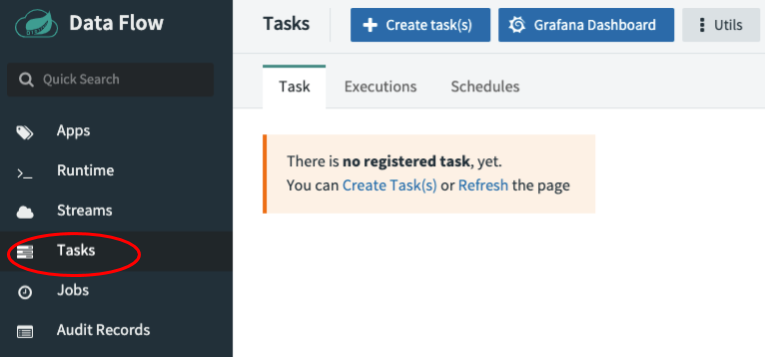 Data Flow
Quick Search
Apps
Runtime
Streams
Tasks
Jobs
Audit Records
Tasks
Create task(s)
Grafana Dashboard
Utils
Task
Executions
Schedules
There is no registered task, yet.
You can Create Task(s) or Refresh the page